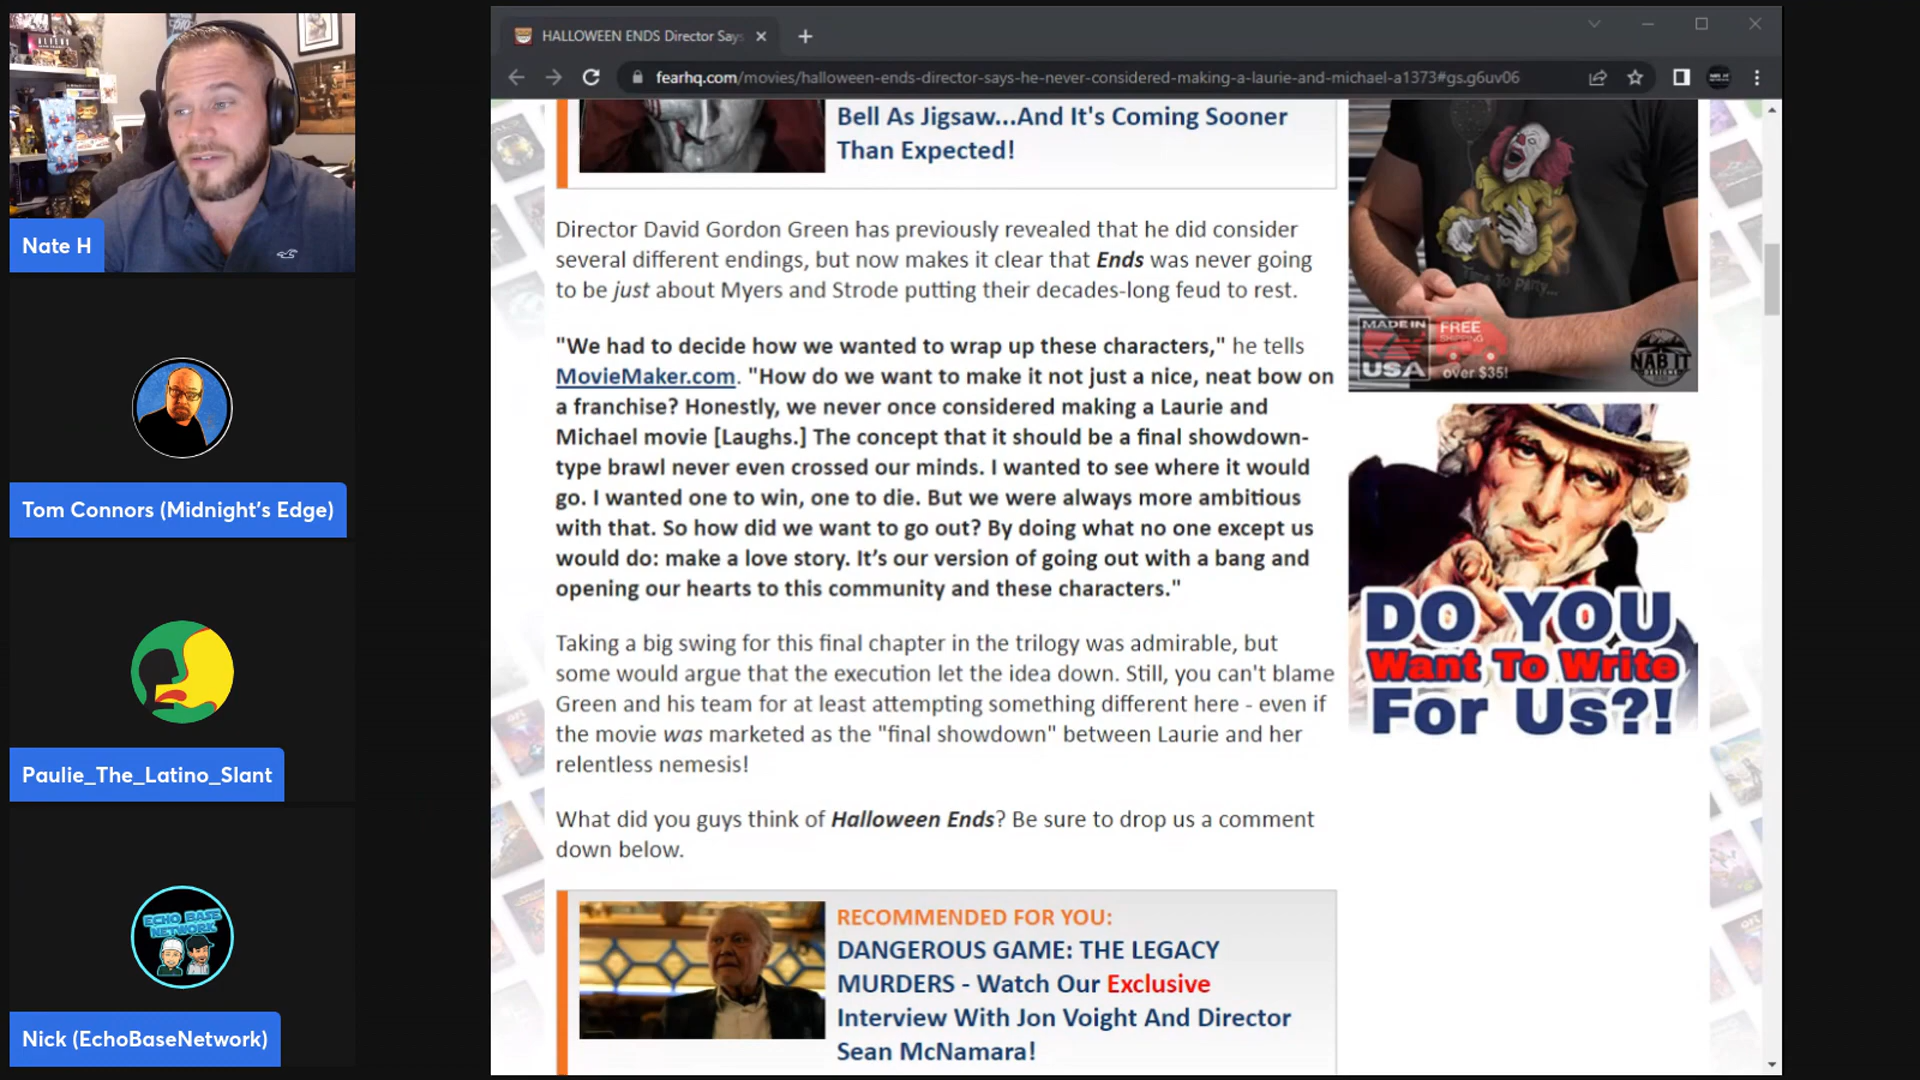 HALLOWEEN ENDS Director Says
fearhq.com/movies/halloween-ends-director-says-he-never-considered-making-a-laurie-and-michael-a1373#gs.g6uv06
Nate H
Tom Connors (Midnight's Edge)
Paulie_The_Latino_Slant
ECHO BASE
NETWORK
Nick (EchoBaseNetwork)
Bell As Jigsaw...And It's Coming Sooner
Than Expected!
Director David Gordon Green has previously revealed that he did consider
several different endings, but now makes it clear that Ends was never going
to be just about Myers and Strode putting their decades-long feud to rest.
"We had to decide how we wanted to wrap up these characters," he tells
MovieMaker.com. "How do we want to make it not just a nice, neat bow on
a franchise? Honestly, we never once considered making a Laurie and
Michael movie [Laughs.] The concept that it should be a final showdown-
type brawl never even crossed our minds. I wanted to see where it would
go. I wanted one to win, one to die. But we were always more ambitious
with that. So how did we want to go out? By doing what no one except us
would do: make a love story. It's our version of going out with a bang and
opening our hearts to this community and these characters."
Taking a big swing for this final chapter in the trilogy was admirable, but
some would argue that the execution let the idea down. Still, you can't blame
Green and his team for at least attempting something different here - even if
the movie was marketed as the "final showdown" between Laurie and her
relentless nemesis!
What did you guys think of Halloween Ends? Be sure to drop us a comment
down below.
RECOMMENDED FOR YOU:
DANGEROUS GAME: THE LEGACY
MURDERS - Watch Our Exclusive
Interview With Jon Voight And Director
Sean McNamara!
Time To Party...
MADE IN
USA
FREE
SHIPPING
over $35!
NAB IT
DESIGNS
DO YOU
Want To Write
For Us?!